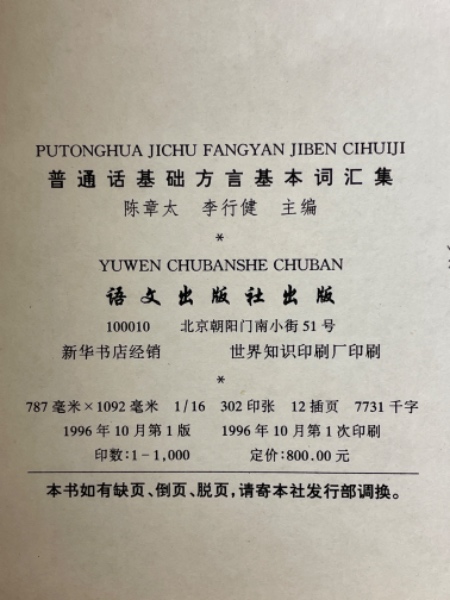 PUTONGHUA JICHU FANGYAN JIBEN CIHUIJI
普通话基础方言基本词汇集
陈章太 李行健 主编
*
YUWEN CHUBANSHE CHUBAN
语文出版社出版
100010 北京朝阳门南小街51号
新华书店经销 世界知识印刷厂印刷
*
787毫米×1092毫米 1/16 302印张 12插页 7731千字
1996年10月第1版 1996年10月第1次印刷
印数:1-1,000 定价:800.00元
本书如有缺页、倒页、脱页,请寄本社发行部调换。